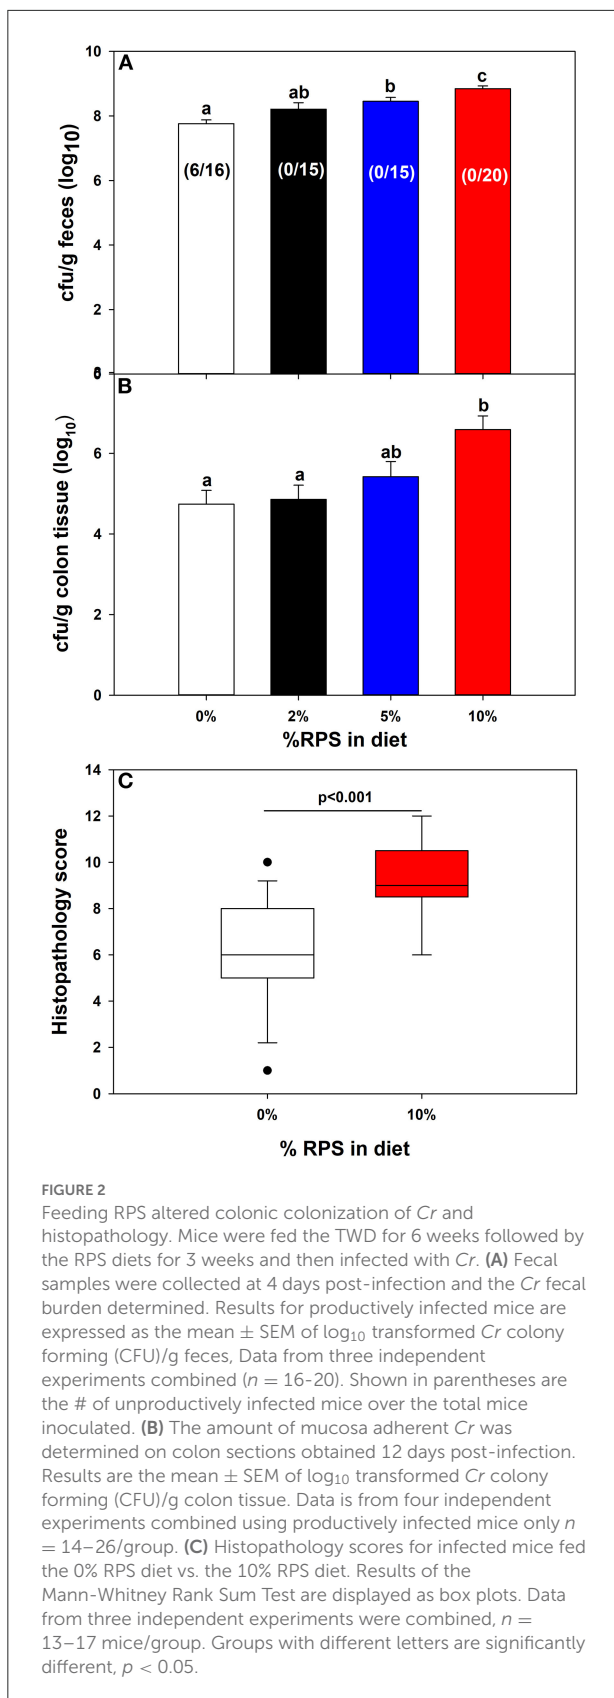 A
10
8
6
4
2
0
cfu/g feces (log10)
a
ab
b
c
(6/16)
(0/15)
(0/15)
(0/20)
B
8
6
4
2
0
cfu/g colon tissue (log10)
a
a
ab
b
0%
2%
5%
10%
%RPS in diet
C
14
12
10
8
6
4
2
0
Histopathology score
p<0.001
0%
10%
% RPS in diet
FIGURE 2
Feeding RPS altered colonic colonization of Cr and
histopathology. Mice were fed the TWD for 6 weeks followed by
the RPS diets for 3 weeks and then infected with Cr. (A) Fecal
samples were collected at 4 days post-infection and the Cr fecal
burden determined. Results for productively infected mice are
expressed as the mean ± SEM of log10 transformed Cr colony
forming (CFU)/g feces, Data from three independent
experiments combined (n = 16-20). Shown in parentheses are
the # of unproductively infected mice over the total mice
inoculated. (B) The amount of mucosa adherent Cr was
determined on colon sections obtained 12 days post-infection.
Results are the mean ± SEM of log10 transformed Cr colony
forming (CFU)/g colon tissue. Data is from four independent
experiments combined using productively infected mice only n
= 14–26/group. (C) Histopathology scores for infected mice fed
the 0% RPS diet vs. the 10% RPS diet. Results of the
Mann-Whitney Rank Sum Test are displayed as box plots. Data
from three independent experiments were combined, n =
13–17 mice/group. Groups with different letters are significantly
different, p < 0.05.